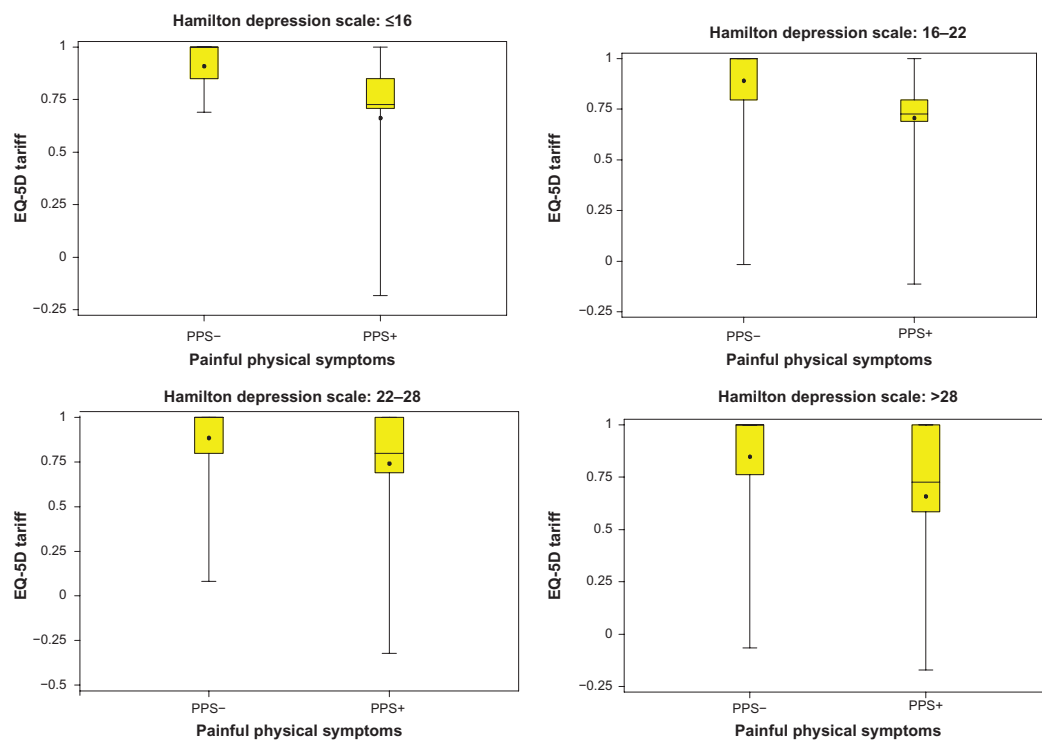 Hamilton depression scale: ≤16
1
0.75
0.5
0.25
0
−0.25
EQ-5D tariff
PPS−
PPS+
Painful physical symptoms
Hamilton depression scale: 16–22
1
0.75
0.5
0.25
0
−0.25
EQ-5D tariff
PPS−
PPS+
Painful physical symptoms
Hamilton depression scale: 22–28
1
0.75
0.5
0.25
0
−0.25
−0.5
EQ-5D tariff
PPS−
PPS+
Painful physical symptoms
Hamilton depression scale: >28
1
0.75
0.5
0.25
0
−0.25
EQ-5D tariff
PPS−
PPS+
Painful physical symptoms